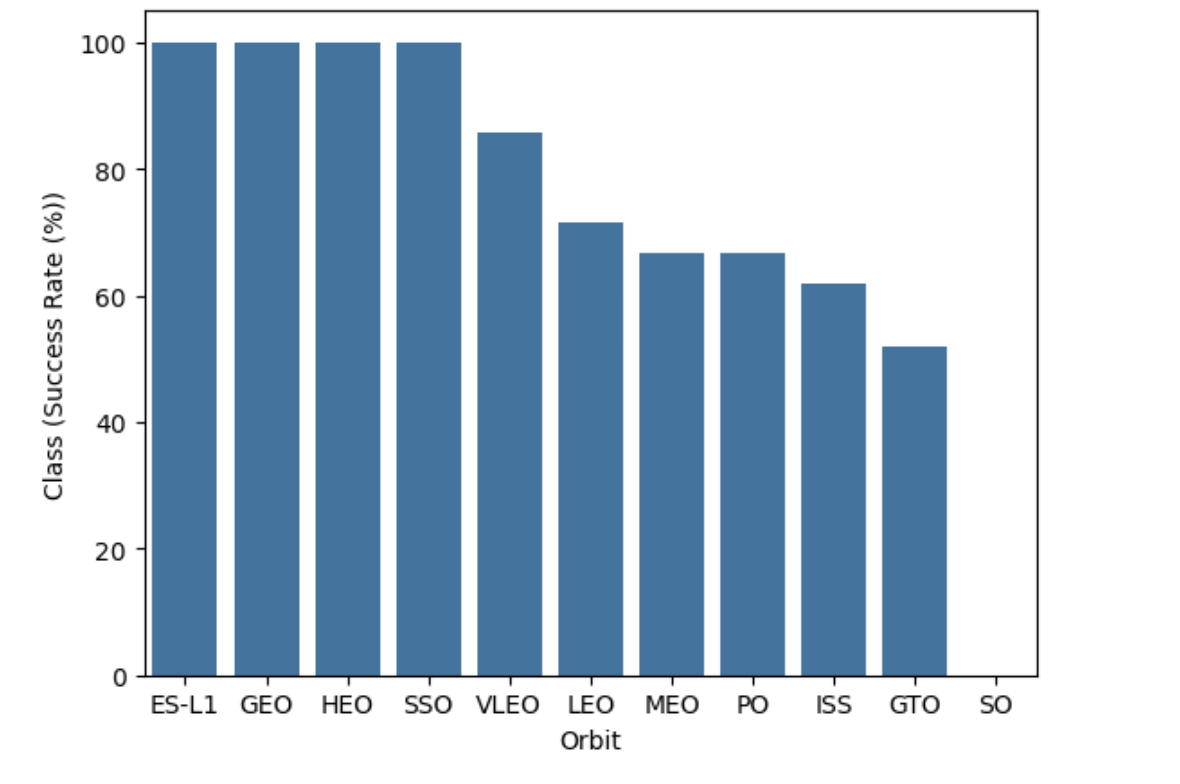 100
80
60
40
20
0
Class (Success Rate (%))
ES-L1 GEO HEO SSO VLEO LEO MEO PO ISS GTO SO
Orbit